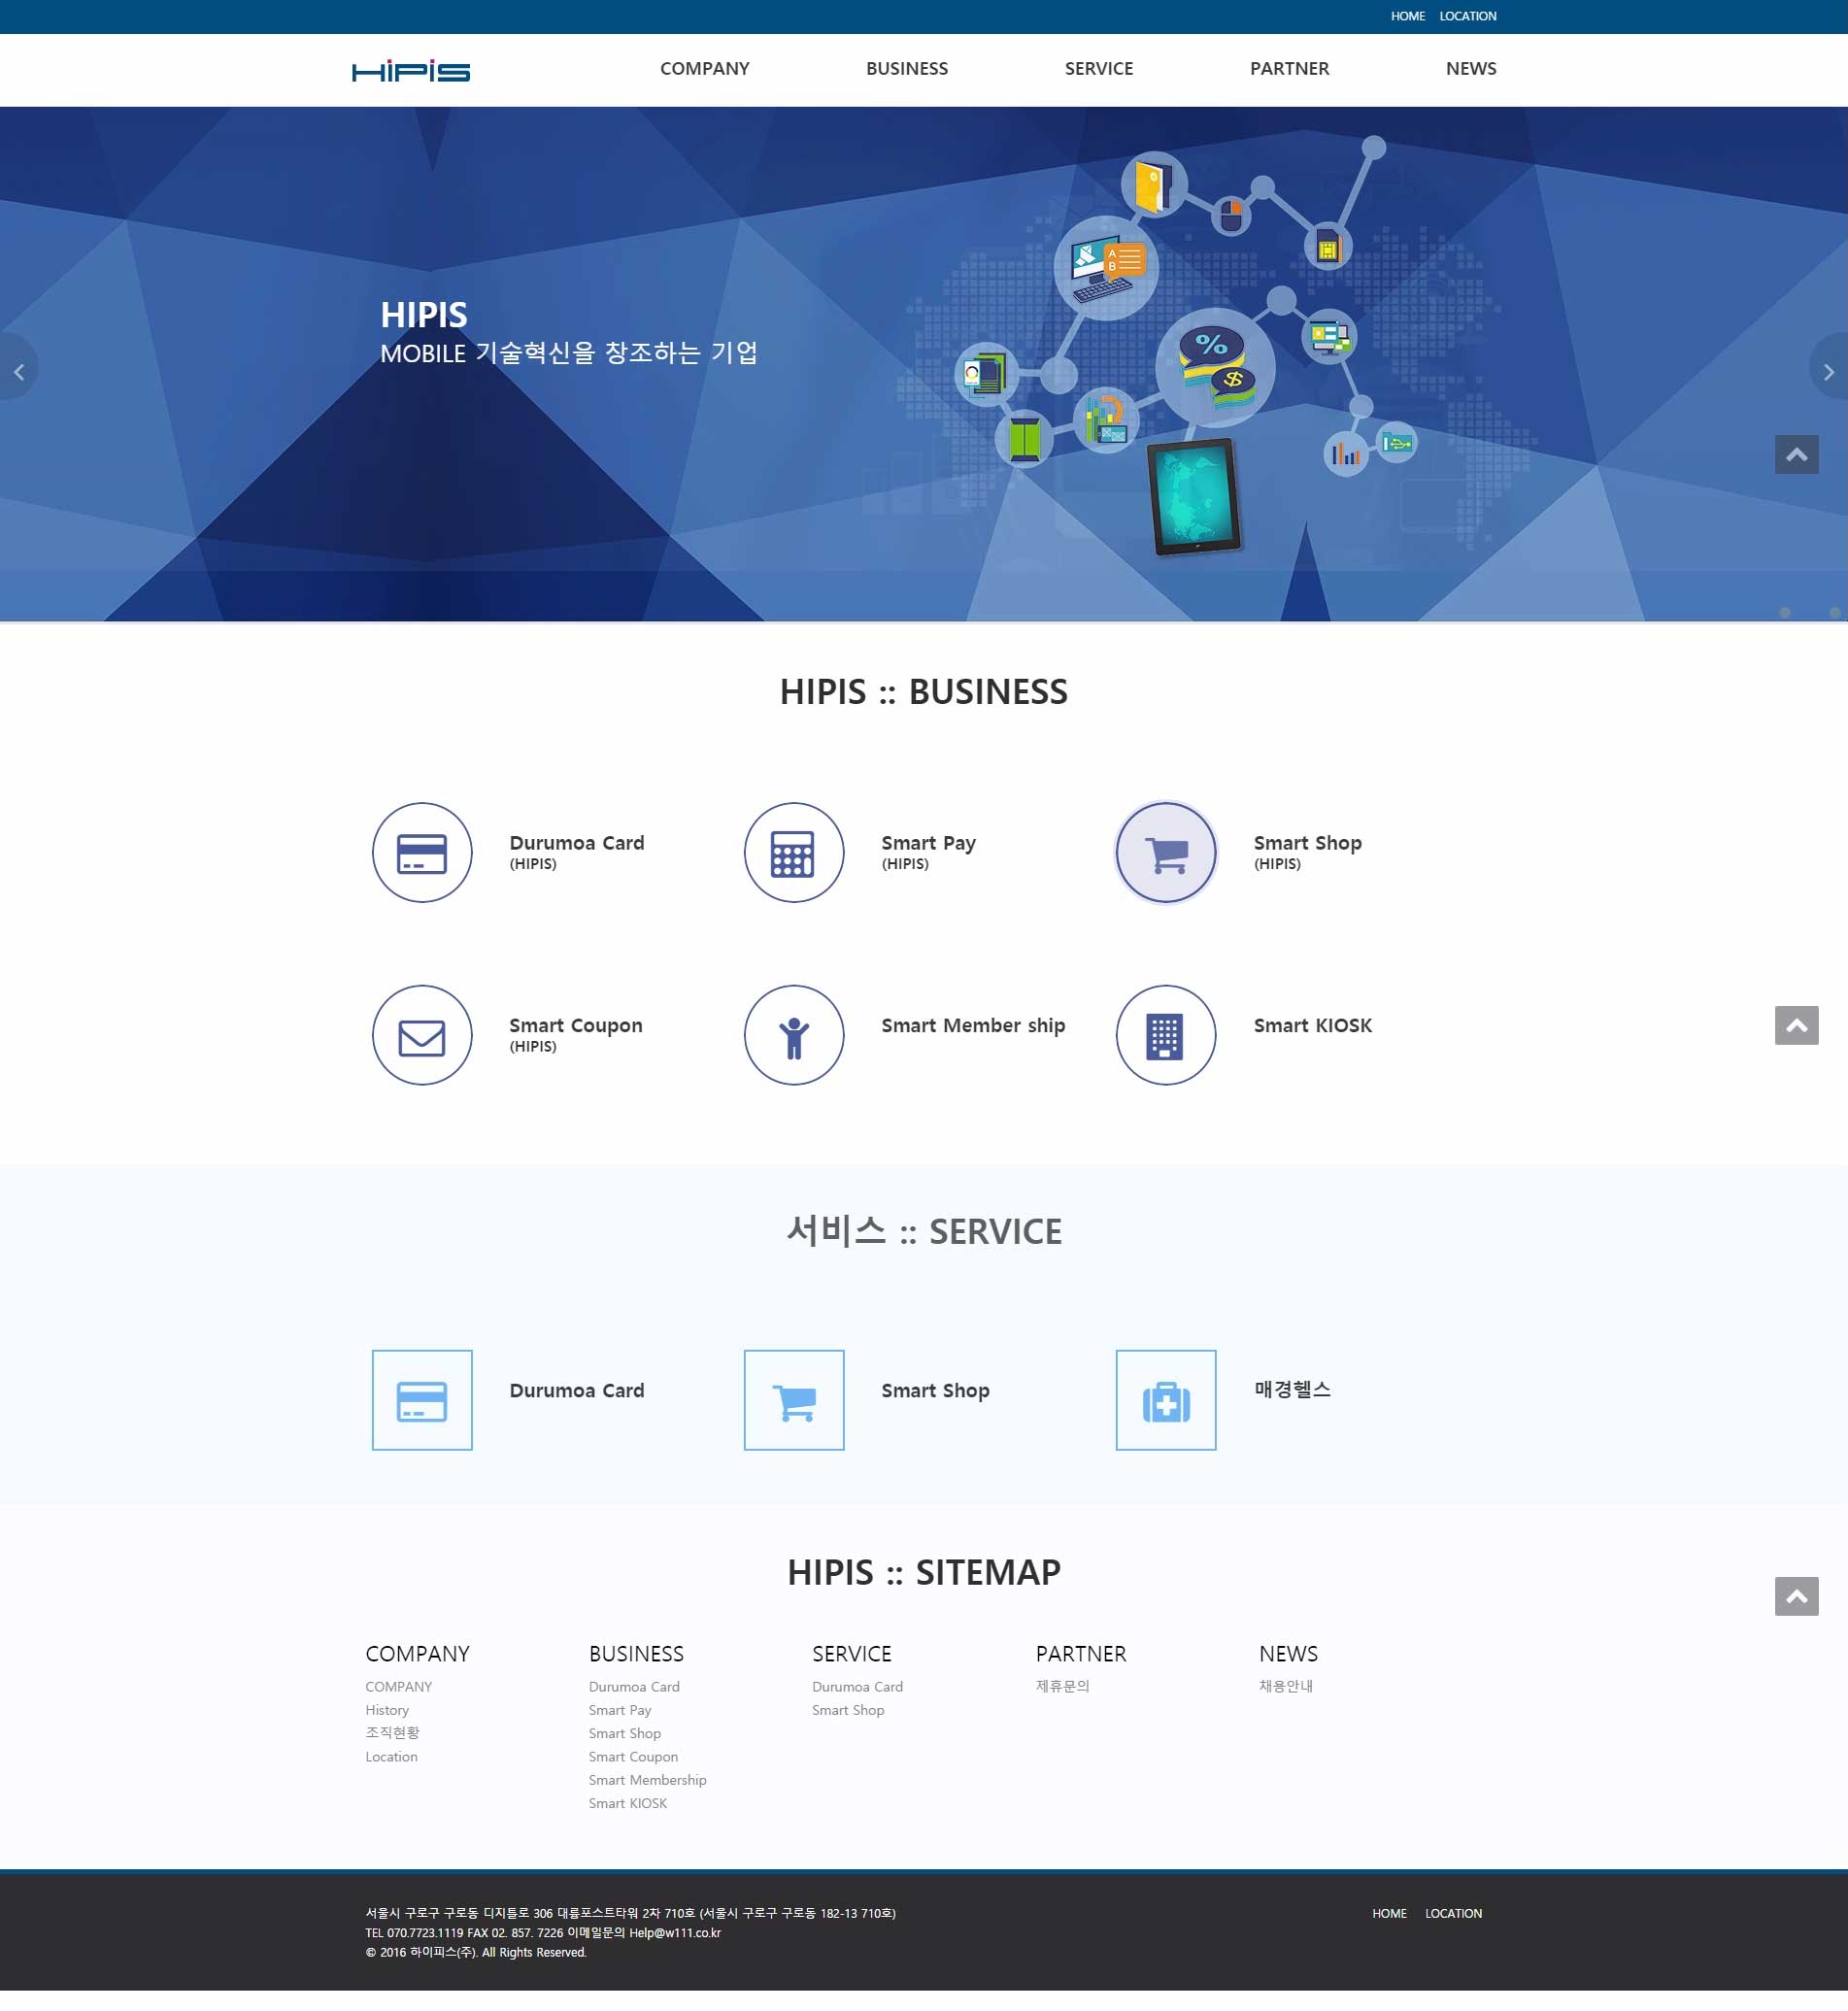 HOME LOCATION
HiPiS
COMPANY BUSINESS SERVICE PARTNER NEWS
HIPIS
MOBILE 기술혁신을 창조하는 기업
A
B
%
$
HIPIS :: BUSINESS
Durumoa Card
(HIPIS)
Smart Pay
(HIPIS)
Smart Shop
(HIPIS)
Smart Coupon
(HIPIS)
Smart Member ship
Smart KIOSK
서비스 :: SERVICE
Durumoa Card
Smart Shop
매경헬스
HIPIS :: SITEMAP
COMPANY
COMPANY
History
조직현황
Location
BUSINESS
Durumoa Card
Smart Pay
Smart Shop
Smart Coupon
Smart Membership
Smart KIOSK
SERVICE
Durumoa Card
Smart Shop
PARTNER
제휴문의
NEWS
채용안내
서울시 구로구 구로동 디지틀로 306 대륭포스트타워 2차 710호 (서울시 구로구 구로동 182-13 710호)
TEL 070.7723.1119 FAX 02. 857. 7226 이메일문의 Help@w111.co.kr
© 2016 하이피스(주). All Rights Reserved.
HOME LOCATION